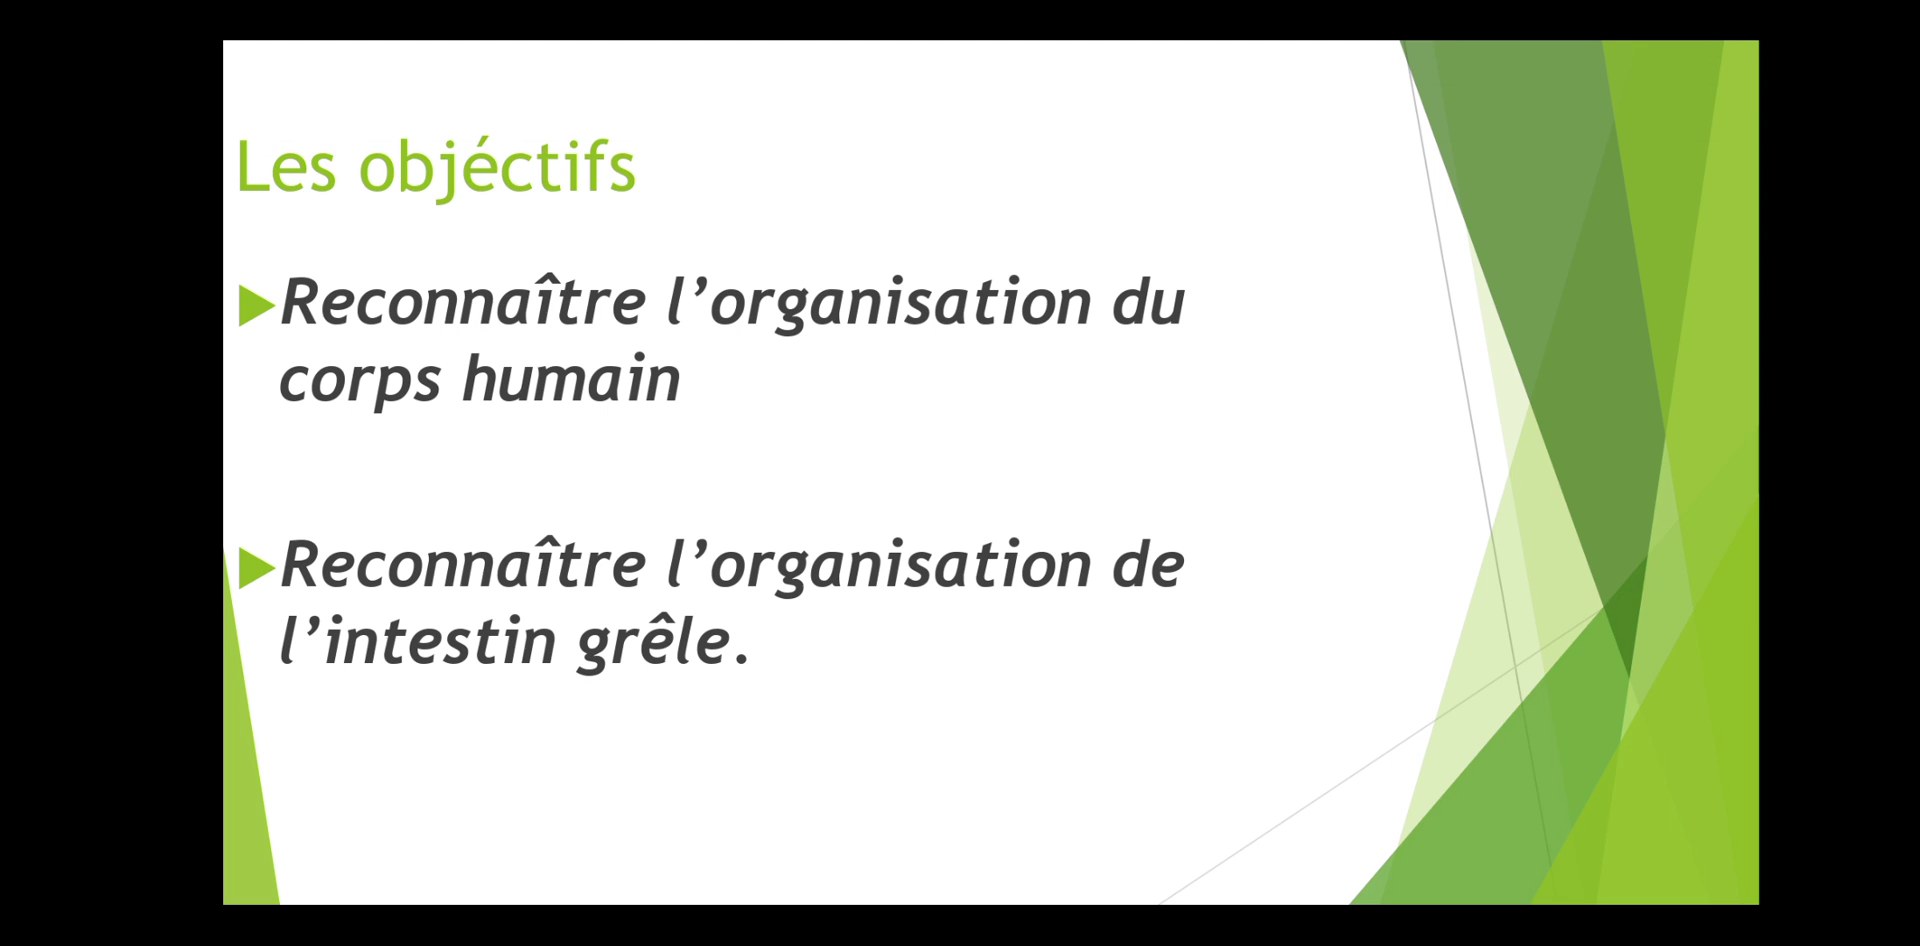 Les objéctifs
Reconnaître l’organisation du
corps humain
Reconnaître l’organisation de
l’intestin grêle.